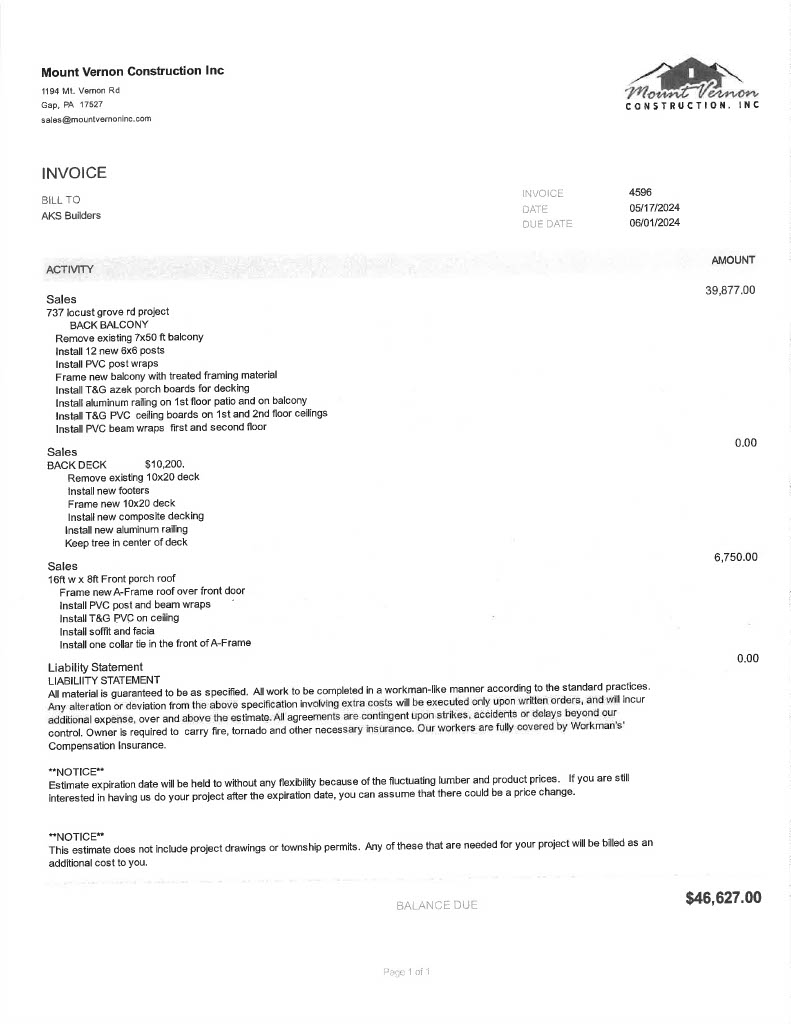 Mount Vernon Construction Inc
1194 Mt. Vernon Rd
Gap, PA 17527
sales@mountvernoninc.com
Mount Vernon
CONSTRUCTION, INC
INVOICE
BILL TO
AKS Builders
INVOICE 4596
DATE 05/17/2024
DUE DATE 06/01/2024
ACTIVITY AMOUNT
Sales 39,877.00
737 locust grove rd project
BACK BALCONY
Remove existing 7x50 ft balcony
Install 12 new 6x6 posts
Install PVC post wraps
Frame new balcony with treated framing material
Install T&G azek porch boards for decking
Install aluminum railing on 1st floor patio and on balcony
Install T&G PVC ceiling boards on 1st and 2nd floor ceilings
Install PVC beam wraps first and second floor
Sales 0.00
BACK DECK $10,200.
Remove existing 10x20 deck
Install new footers
Frame new 10x20 deck
Install new composite decking
Install new aluminum railing
Keep tree in center of deck
Sales 6,750.00
16ft w x 8ft Front porch roof
Frame new A-Frame roof over front door
Install PVC post and beam wraps
Install T&G PVC on ceiling
Install soffit and facia
Install one collar tie in the front of A-Frame
Liability Statement 0.00
LIABILIITY STATEMENT
All material is guaranteed to be as specified. All work to be completed in a workman-like manner according to the standard practices.
Any alteration or deviation from the above specification involving extra costs will be executed only upon written orders, and will incur
additional expense, over and above the estimate. All agreements are contingent upon strikes, accidents or delays beyond our
control. Owner is required to carry fire, tornado and other necessary insurance. Our workers are fully covered by Workman's'
Compensation Insurance.
**NOTICE**
Estimate expiration date will be held to without any flexibility because of the fluctuating lumber and product prices. If you are still
interested in having us do your project after the expiration date, you can assume that there could be a price change.
**NOTICE**
This estimate does not include project drawings or township permits. Any of these that are needed for your project will be billed as an
additional cost to you.
BALANCE DUE $46,627.00
Page 1 of 1